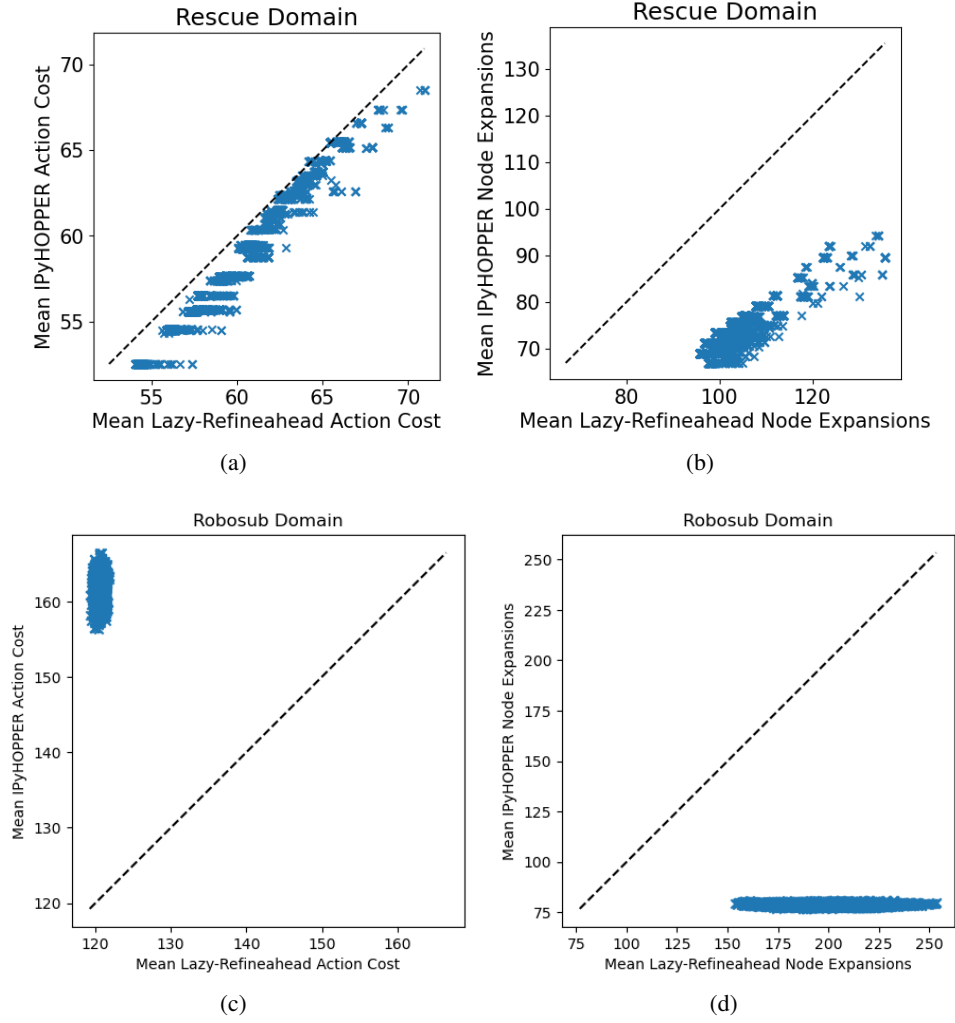 Rescue Domain
Mean IPyHOPPER Action Cost
70
65
60
55
55 60 65 70
Mean Lazy-Refineahead Action Cost
(a)
Rescue Domain
Mean IPyHOPPER Node Expansions
130
120
110
100
90
80
70
80 100 120
Mean Lazy-Refineahead Node Expansions
(b)
Robosub Domain
Mean IPyHOPPER Action Cost
160
150
140
130
120
120 130 140 150 160
Mean Lazy-Refineahead Action Cost
(c)
Robosub Domain
Mean IPyHOPPER Node Expansions
250
225
200
175
150
125
100
75
75 100 125 150 175 200 225 250
Mean Lazy-Refineahead Node Expansions
(d)